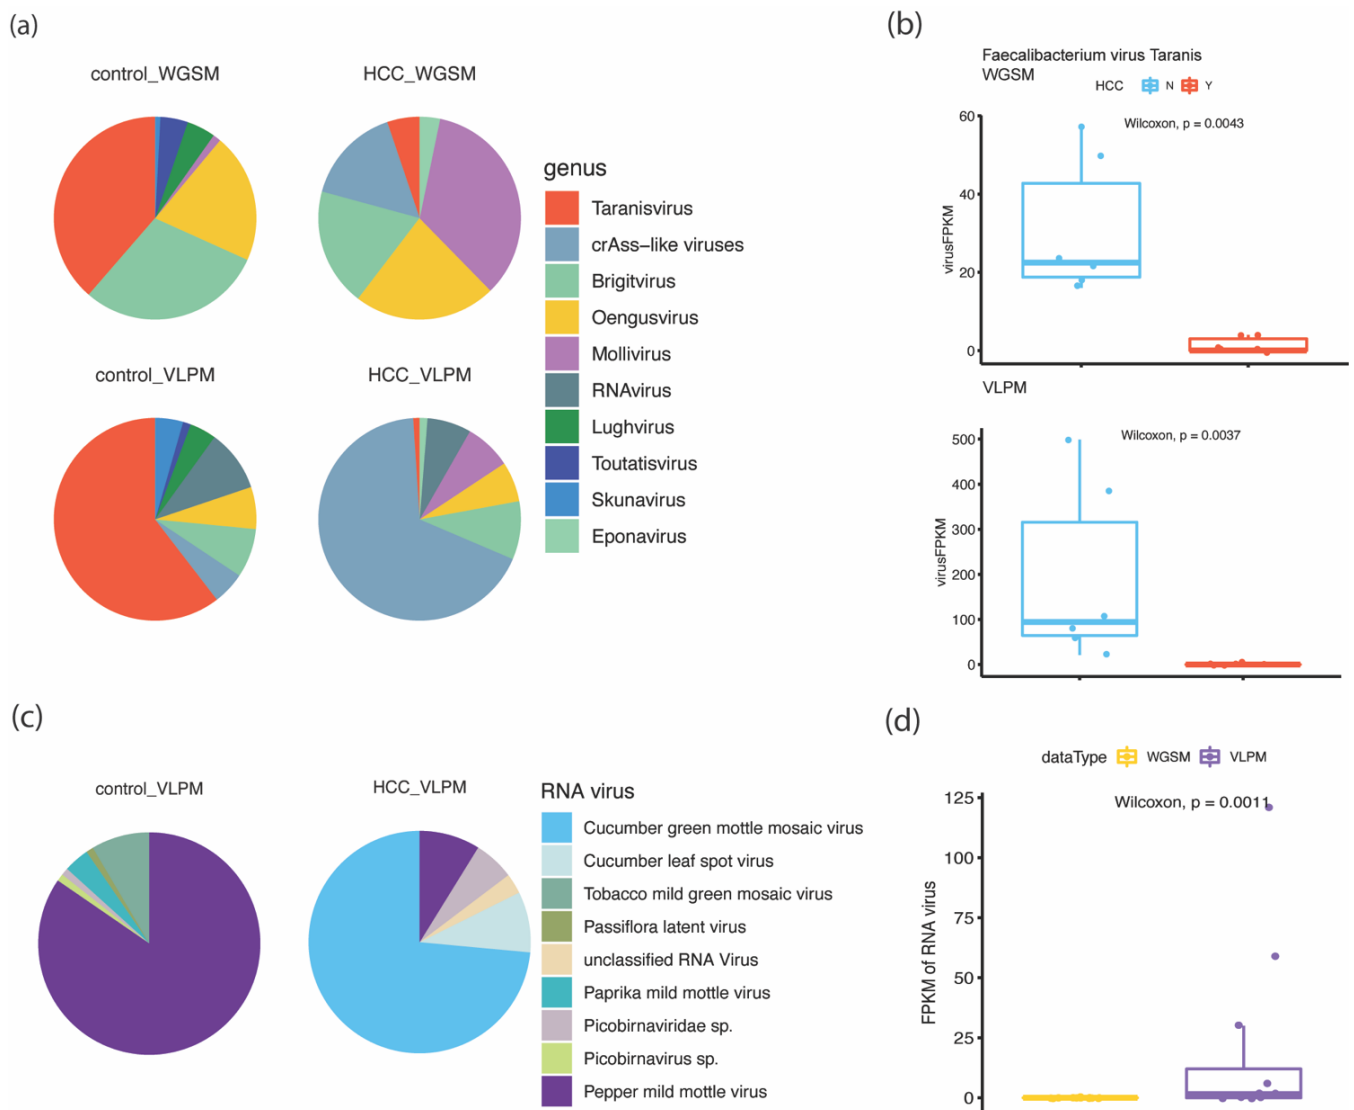 (a)
control_WGSM
HCC_WGSM
control_VLPM
HCC_VLPM
genus
Taranisvirus
crAss-like viruses
Brigitvirus
Oengusvirus
Mollivirus
RNAvirus
Lughvirus
Toutatisvirus
Skunavirus
Eponavirus
(b)
Faecalibacterium virus Taranis
WGSM
HCC N Y
Wilcoxon, p = 0.0043
60
40
20
0
virusFPKM
VLPM
Wilcoxon, p = 0.0037
500
400
300
200
100
0
virusFPKM
(c)
control_VLPM
HCC_VLPM
RNA virus
Cucumber green mottle mosaic virus
Cucumber leaf spot virus
Tobacco mild green mosaic virus
Passiflora latent virus
unclassified RNA Virus
Paprika mild mottle virus
Picobirnaviridae sp.
Picobirnavirus sp.
Pepper mild mottle virus
(d)
dataType WGSM VLPM
Wilcoxon, p = 0.0011
125
100
75
50
25
0
FPKM of RNA virus